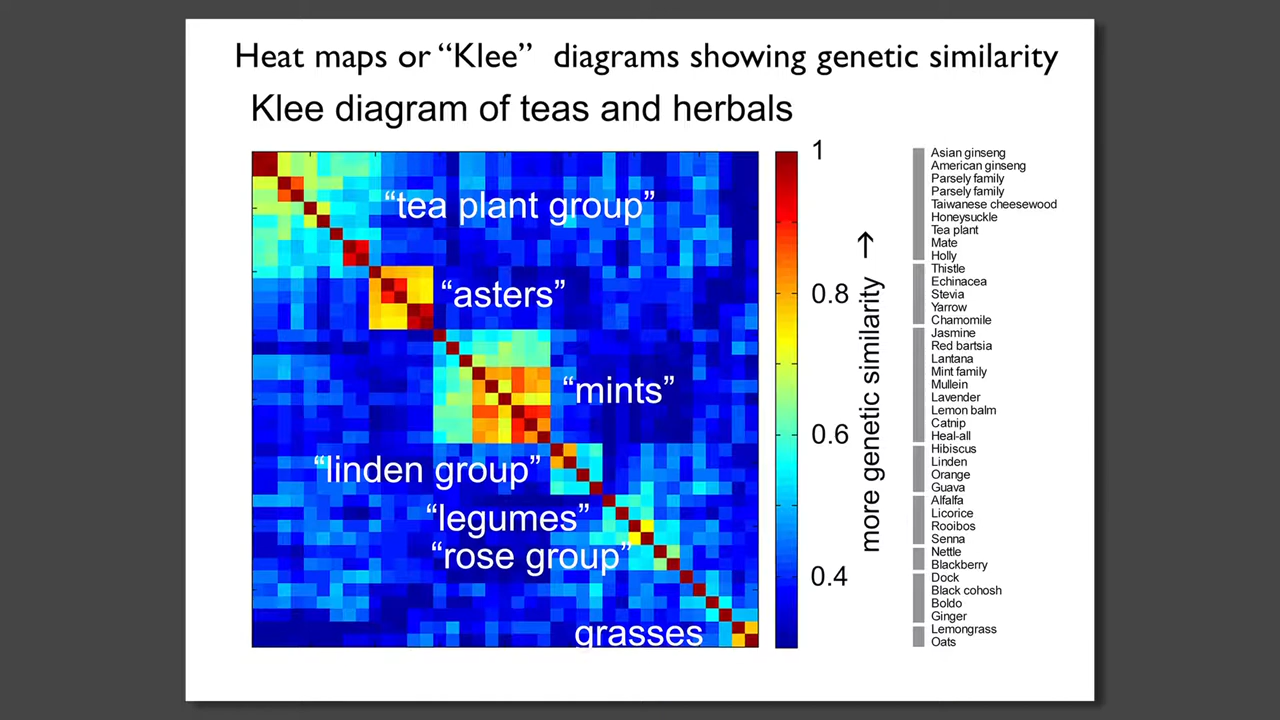 Heat maps or “Klee” diagrams showing genetic similarity
Klee diagram of teas and herbals
“tea plant group”
“asters”
“mints”
“linden group”
“legumes”
“rose group”
grasses
1
0.8
0.6
0.4
more genetic similarity →
Asian ginseng
American ginseng
Parsely family
Parsely family
Taiwanese cheesewood
Honeysuckle
Tea plant
Mate
Holly
Thistle
Echinacea
Stevia
Yarrow
Chamomile
Jasmine
Red bartsia
Lantana
Mint family
Mullein
Lavender
Lemon balm
Catnip
Heal-all
Hibiscus
Linden
Orange
Guava
Alfalfa
Licorice
Rooibos
Senna
Nettle
Blackberry
Dock
Black cohosh
Boldo
Ginger
Lemongrass
Oats